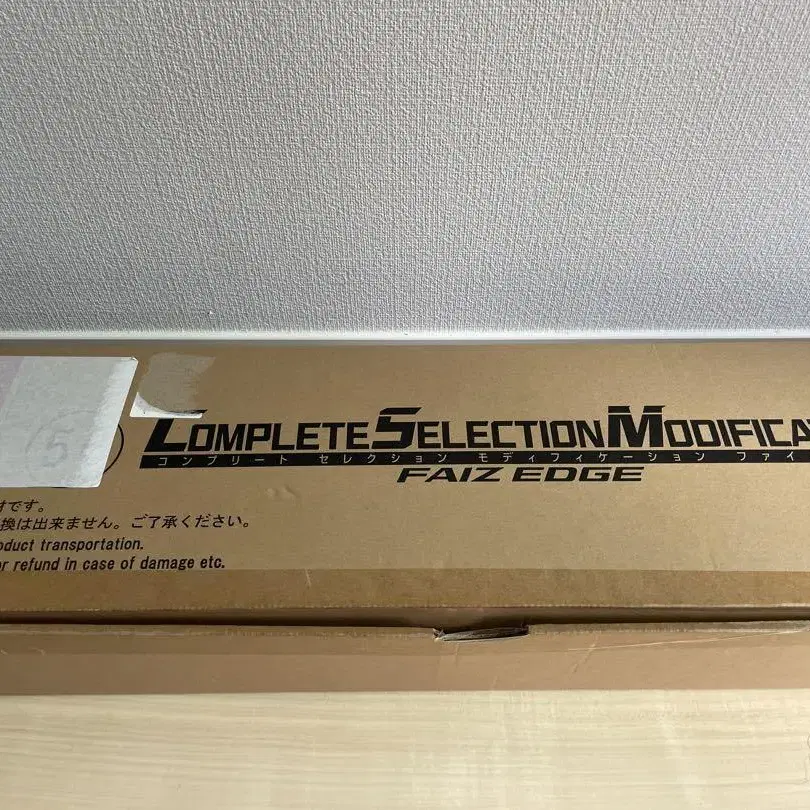 5
COMPLETE SELECTION MODIFICA
コンプリート セレクション モディフィケーション ファイ
FAIZ EDGE
です。
換は出来ません。ご了承ください。
oduct transportation.
or refund in case of damage etc.